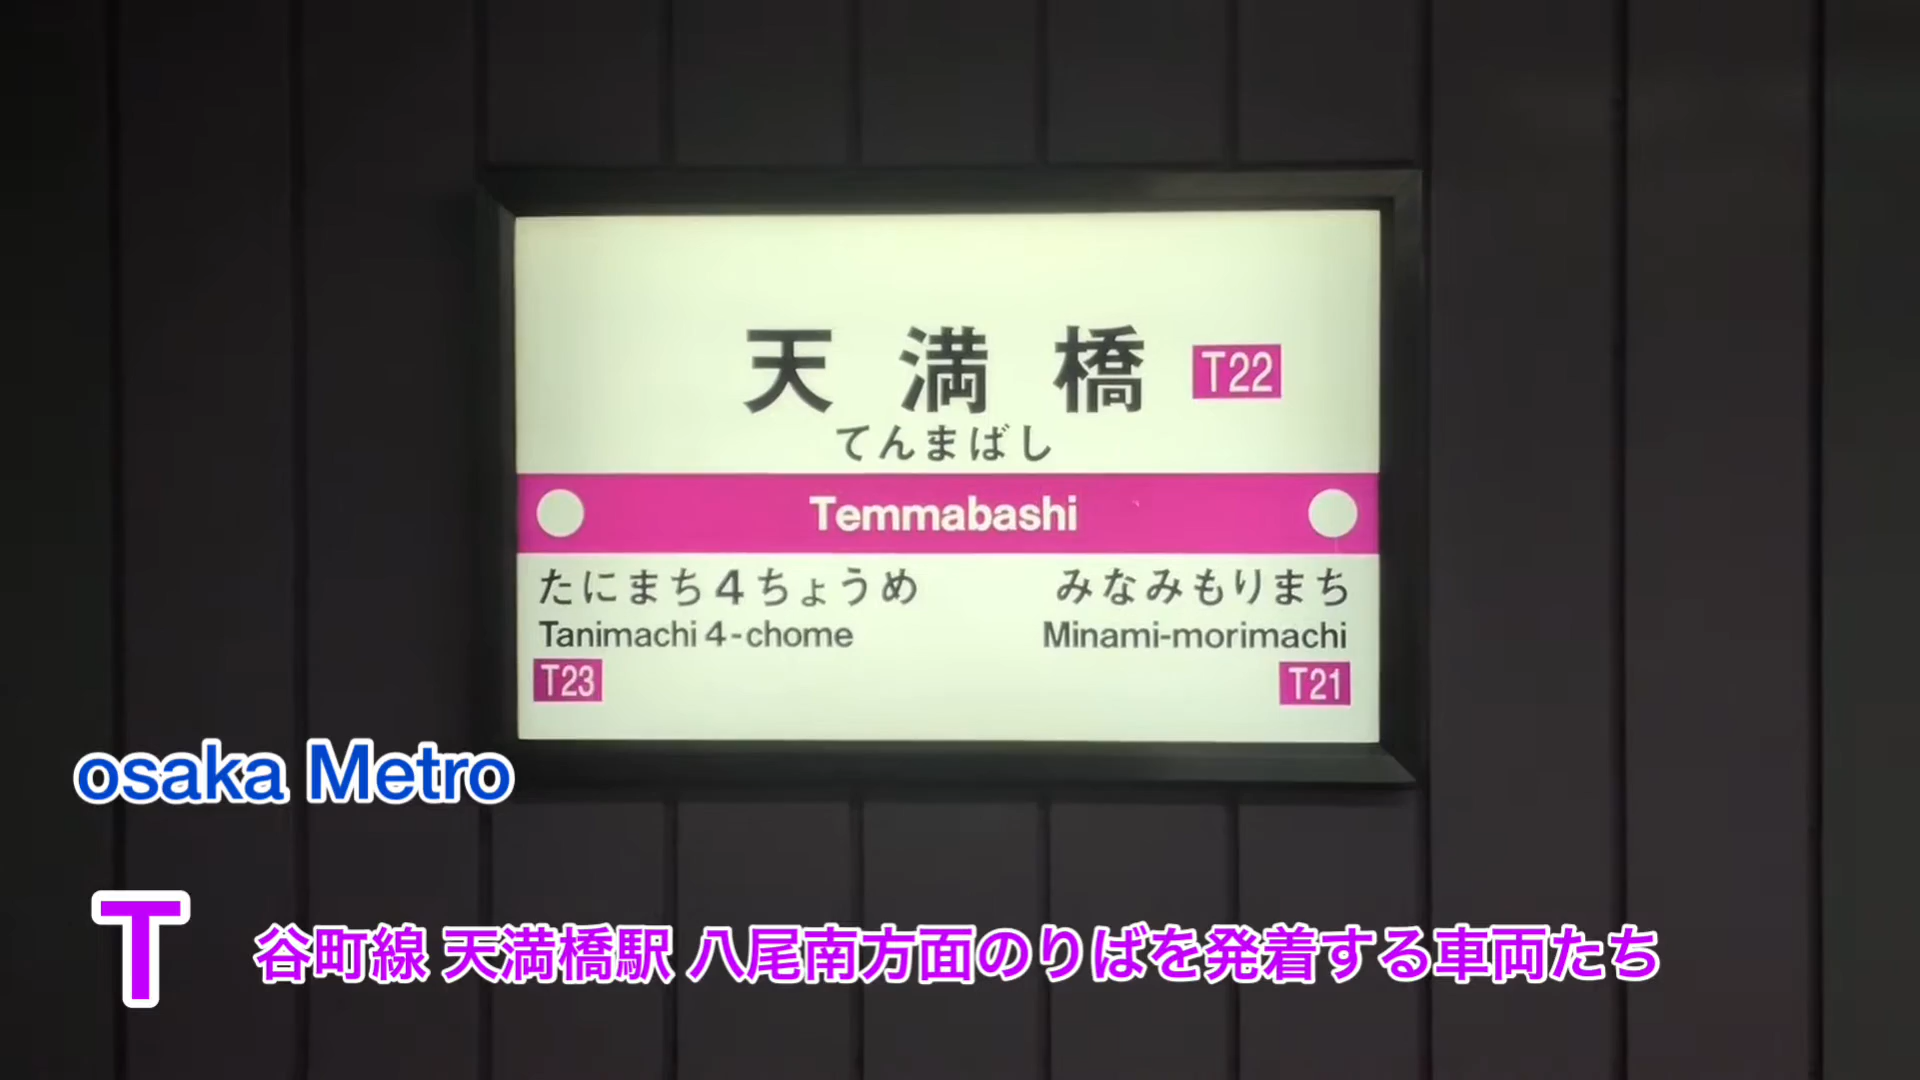 天満橋 T22
てんまばし
Temmabashi
たにまち4ちょうめ みなみもりまち
Tanimachi 4-chome Minami-morimachi
T23 T21
osaka Metro
T 谷町線 天満橋駅 八尾南方面のりばを発着する車両たち